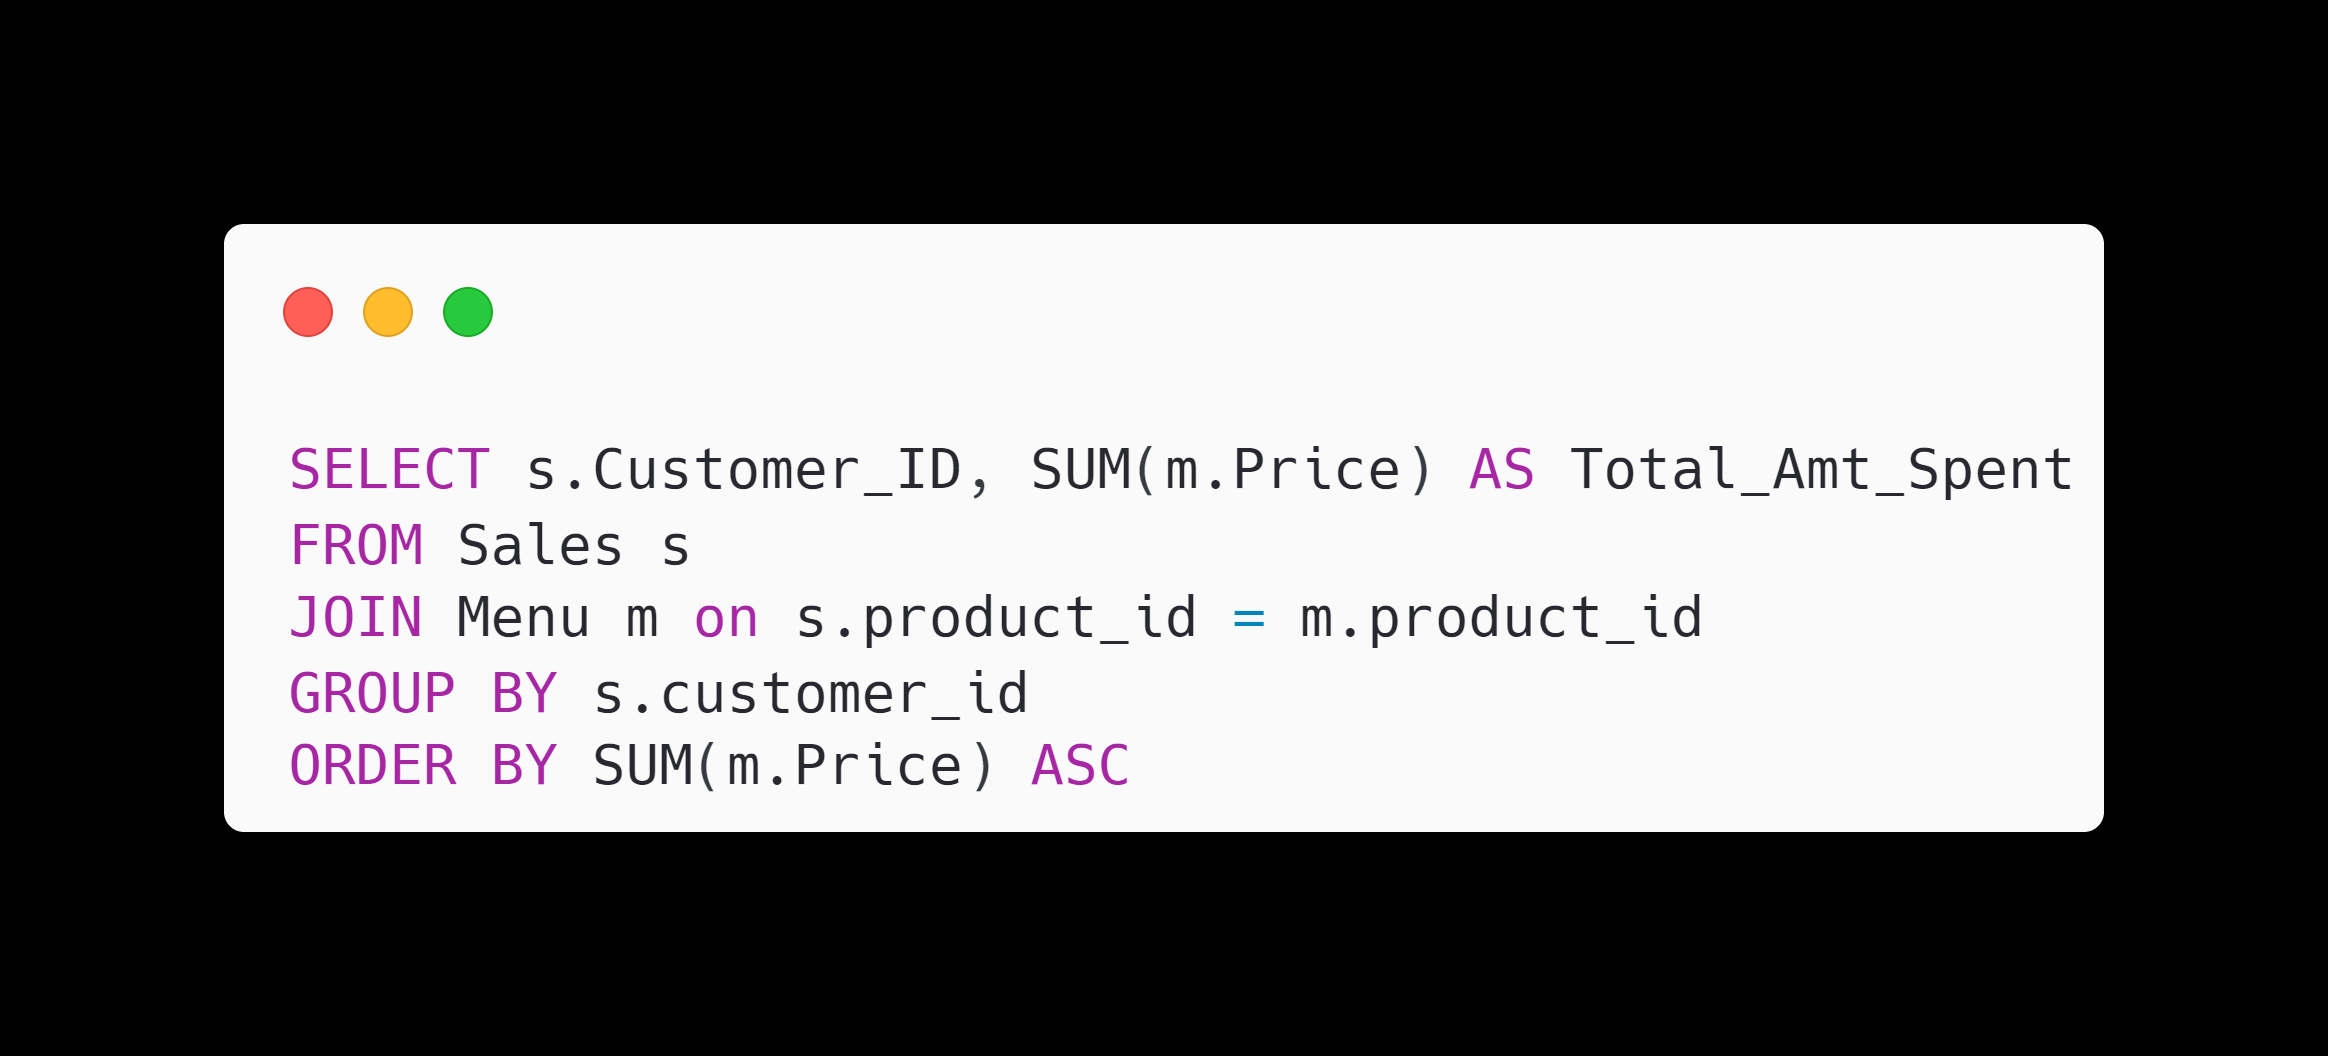 SELECT s.Customer_ID, SUM(m.Price) AS Total_Amt_Spent
FROM Sales s
JOIN Menu m on s.product_id = m.product_id
GROUP BY s.customer_id
ORDER BY SUM(m.Price) ASC